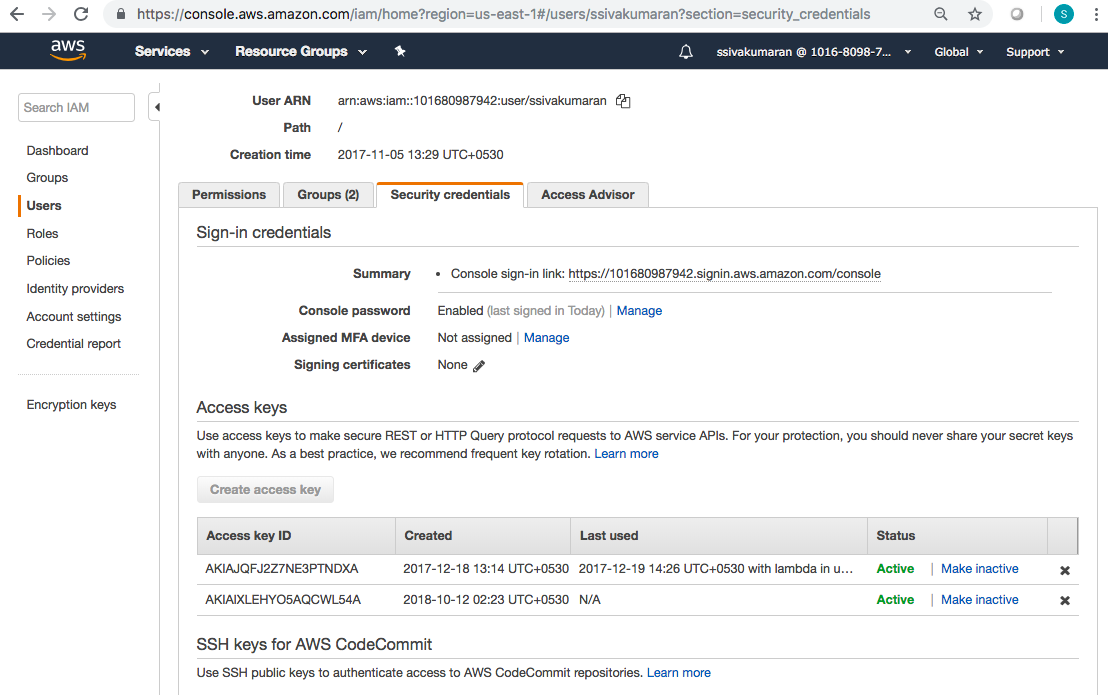 https://console.aws.amazon.com/iam/home?region=us-east-1#/users/ssivakumaran?section=security_credentials
S
aws Services Resource Groups ssivakumaran @ 1016-8098-7... Global Support
Search IAM
Dashboard
Groups
Users
Roles
Policies
Identity providers
Account settings
Credential report
Encryption keys
User ARN arn:aws:iam::101680987942:user/ssivakumaran
Path /
Creation time 2017-11-05 13:29 UTC+0530
Permissions Groups (2) Security credentials Access Advisor
Sign-in credentials
Summary • Console sign-in link: https://101680987942.signin.aws.amazon.com/console
Console password Enabled (last signed in Today) | Manage
Assigned MFA device Not assigned | Manage
Signing certificates None
Access keys
Use access keys to make secure REST or HTTP Query protocol requests to AWS service APIs. For your protection, you should never share your secret keys
with anyone. As a best practice, we recommend frequent key rotation. Learn more
Create access key
Access key ID Created Last used Status
AKIAJQFJ2Z7NE3PTNDXA 2017-12-18 13:14 UTC+0530 2017-12-19 14:26 UTC+0530 with lambda in u... Active | Make inactive
AKIAIXLEHYO5AQCWL54A 2018-10-12 02:23 UTC+0530 N/A Active | Make inactive
SSH keys for AWS CodeCommit
Use SSH public keys to authenticate access to AWS CodeCommit repositories. Learn more